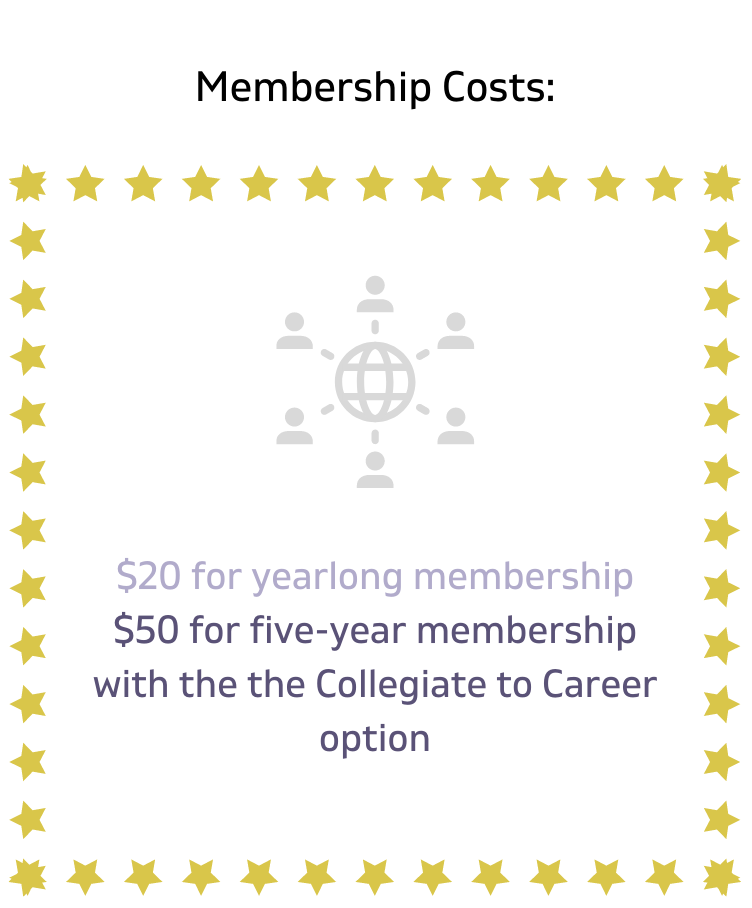 Membership Costs:
$20 for yearlong membership
$50 for five-year membership
with the the Collegiate to Career
option